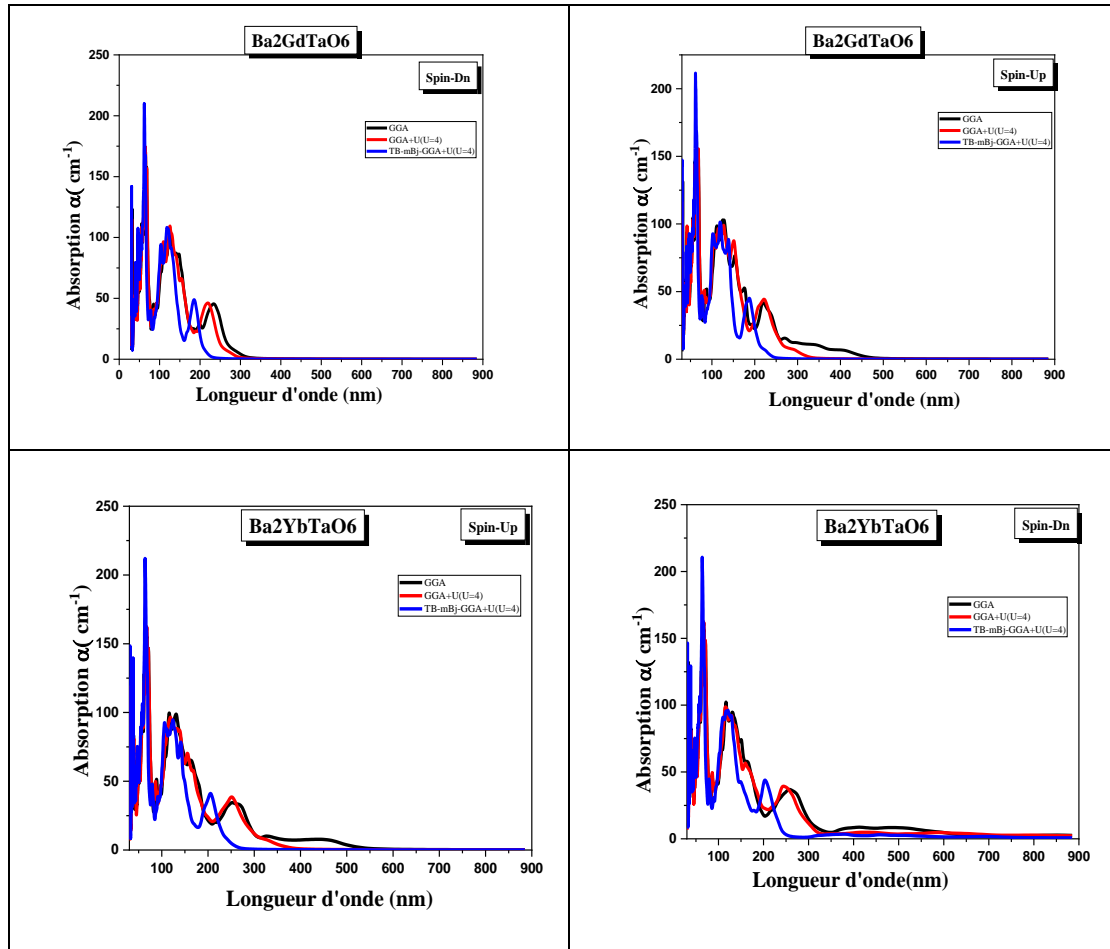 Ba2GdTaO6
Spin-Dn
GGA
GGA+U(U=4)
TB-mBj-GGA+U(U=4)
Absorption α( cm⁻¹)
250
200
150
100
50
0
0 100 200 300 400 500 600 700 800 900
Longueur d'onde (nm)
Ba2GdTaO6
Spin-Up
GGA
GGA+U(U=4)
TB-mBj-GGA+U(U=4)
Absorption α( cm⁻¹)
200
150
100
50
0
100 200 300 400 500 600 700 800 900
Longueur d'onde (nm)
Ba2YbTaO6
Spin-Up
GGA
GGA+U(U=4)
TB-mBj-GGA+U(U=4)
Absorption α( cm⁻¹)
250
200
150
100
50
0
100 200 300 400 500 600 700 800 900
Longueur d'onde (nm)
Ba2YbTaO6
Spin-Dn
GGA
GGA+U(U=4)
TB-mBj-GGA+U(U=4)
Absorption α( cm⁻¹)
250
200
150
100
50
0
100 200 300 400 500 600 700 800 900
Longueur d'onde(nm)